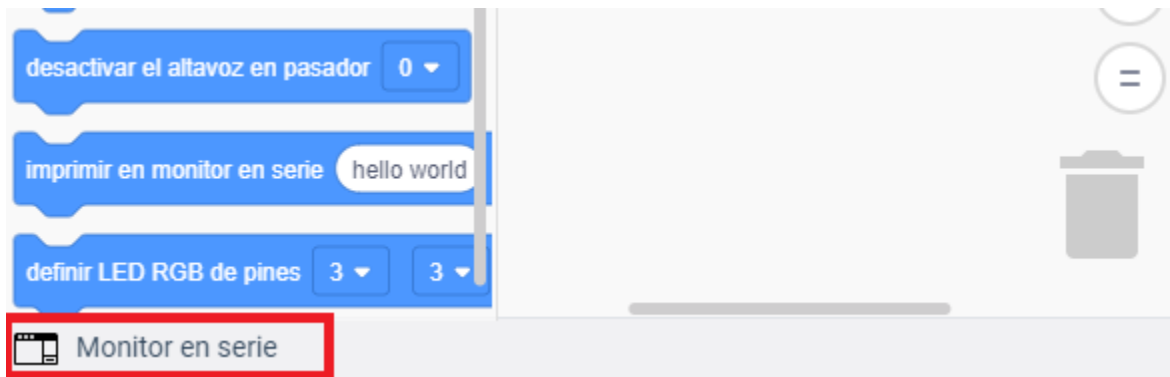 desactivar el altavoz en pasador 0
imprimir en monitor en serie hello world
definir LED RGB de pines 3 3
=
Monitor en serie